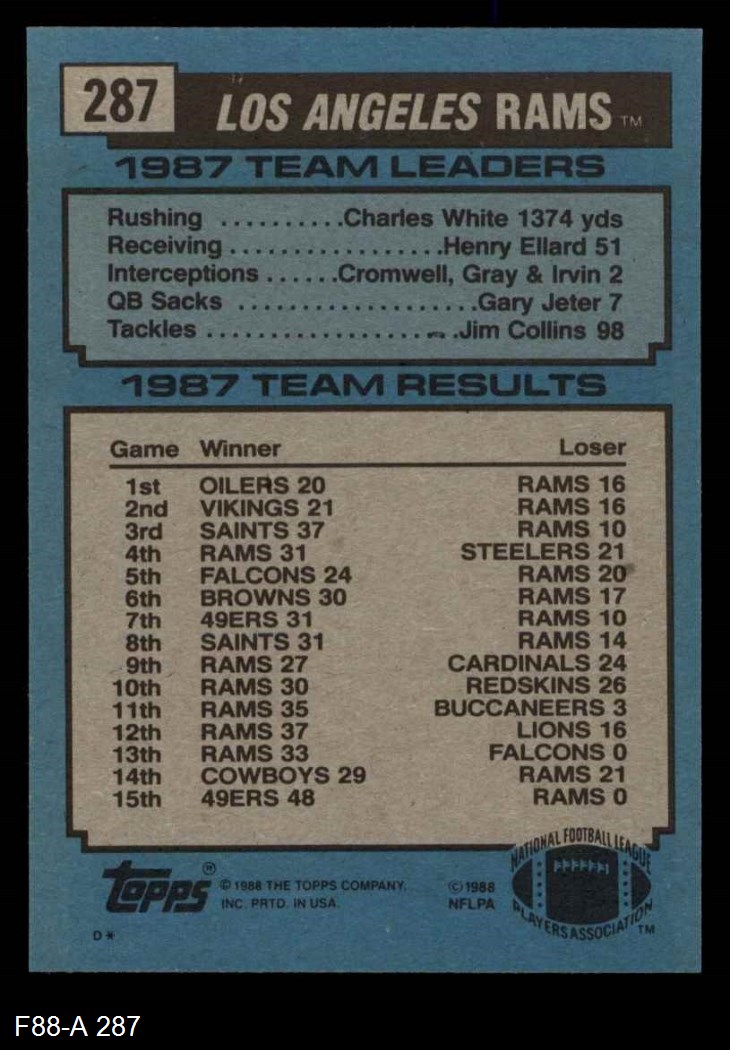 287
LOS ANGELES RAMS ™
1987 TEAM LEADERS
Rushing ..........Charles White 1374 yds
Receiving .................Henry Ellard 51
Interceptions ......Cromwell, Gray & Irvin 2
QB Sacks ...................Gary Jeter 7
Tackles ....................Jim Collins 98
1987 TEAM RESULTS
Game Winner Loser
1st OILERS 20 RAMS 16
2nd VIKINGS 21 RAMS 16
3rd SAINTS 37 RAMS 10
4th RAMS 31 STEELERS 21
5th FALCONS 24 RAMS 20
6th BROWNS 30 RAMS 17
7th 49ERS 31 RAMS 10
8th SAINTS 31 RAMS 14
9th RAMS 27 CARDINALS 24
10th RAMS 30 REDSKINS 26
11th RAMS 35 BUCCANEERS 3
12th RAMS 37 LIONS 16
13th RAMS 33 FALCONS 0
14th COWBOYS 29 RAMS 21
15th 49ERS 48 RAMS 0
topps ® © 1988 THE TOPPS COMPANY,
INC. PRTD. IN USA.
© 1988
NFLPA
NATIONAL FOOTBALL LEAGUE
PLAYERS ASSOCIATION ™
D *
F88-A 287